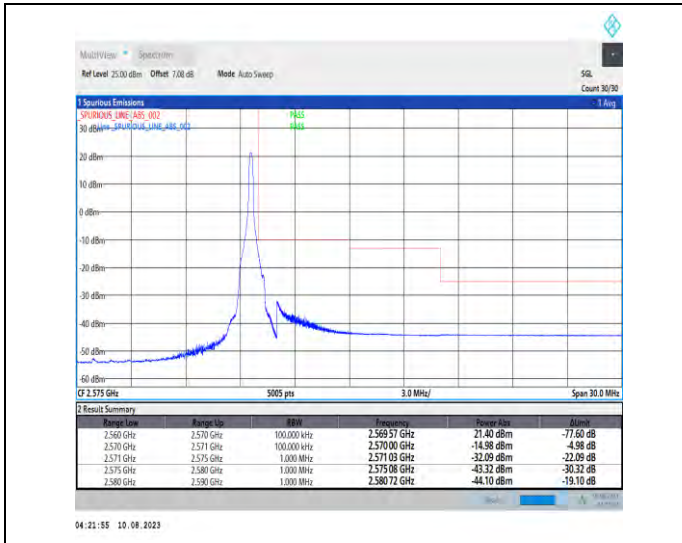 MultiView Spectrum
Ref Level 25.00 dBm Offset 7.08 dB Mode Auto Sweep SGL
Count 30/30
1 Spurious Emissions 1 Avg
_SPURIOUS_LINE_ABS_002 PASS
30 dBm Line _SPURIOUS_LINE_ABS_002 PASS
20 dBm
10 dBm
0 dBm
-10 dBm
-20 dBm
-30 dBm
-40 dBm
-50 dBm
-60 dBm
CF 2.575 GHz 5005 pts 3.0 MHz/ Span 30.0 MHz
2 Result Summary
Range Low Range Up RBW Frequency Power Abs ΔLimit
2.560 GHz 2.570 GHz 100.000 kHz 2.569 57 GHz 21.40 dBm -77.60 dB
2.570 GHz 2.571 GHz 100.000 kHz 2.570 00 GHz -14.98 dBm -4.98 dB
2.571 GHz 2.575 GHz 1.000 MHz 2.571 03 GHz -32.09 dBm -22.09 dB
2.575 GHz 2.580 GHz 1.000 MHz 2.575 08 GHz -43.32 dBm -30.32 dB
2.580 GHz 2.590 GHz 1.000 MHz 2.580 72 GHz -44.10 dBm -19.10 dB
04:21:55 10.08.2023